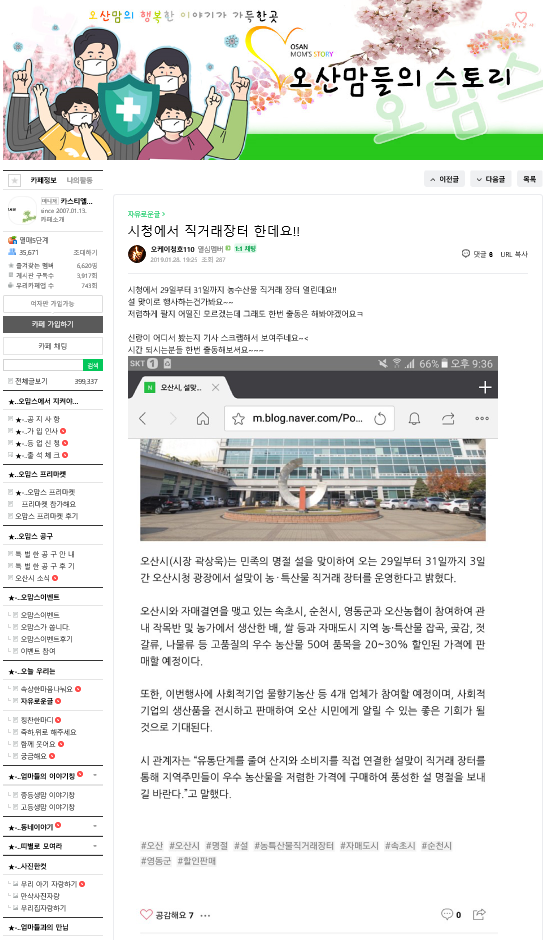 오산맘의 행복한 이야기가 가득한곳
OSAN
MOM'S STORY
오산맘들의 스토리
카페정보 나의활동
이전글 다음글 목록
매니저 카스티엘...
since 2007.01.13.
카페소개
열매5단계
35,671 초대하기
즐겨찾는 멤버 6,620명
게시판 구독수 3,917회
우리카페앱 수 743회
여자만 가입가능
카페 가입하기
카페 채팅
검색
전체글보기 399,337
★-..오맘스에서 지켜야...
★-..공 지 사 항
★-..가 입 인 사
★-..등 업 신 청
★-..출 석 체 크
★-..오맘스 프리마켓
★-..오맘스 프리마켓
프리마켓 참가해요
오맘스 프리마켓 후기
★-..오맘스 공구
특 별 한 공 구 안 내
특 별 한 공 구 후 기
오산시 소식
★-..오맘스이벤트
오맘스이벤트
오맘스가 쏩니다.
오맘스이벤트후기
이벤트 참여
★-..오늘 우리는
속상한마음나눠요
자유로운글
칭찬한마디
축하,위로 해주세요
함께 웃어요
궁금해요
★-..엄마들의 이야기창
중등생맘 이야기창
고등생맘 이야기창
★-..동네이야기
★-..띠별로 모여라
★-..사진한컷
우리 아기 자랑하기
만삭사진자랑
우리집자랑하기
★-..엄마들과의 만남
자유로운글 >
시청에서 직거래장터 한데요!!
오케이정호110 열심멤버 1:1 채팅
2019.01.28. 19:25 조회 287
댓글 8 URL 복사
시청에서 29일부터 31일까지 농수산물 직거래 장터 열린데요!!
설 맞이로 행사하는건가봐요~~
저렴하게 팔지 어떨진 모르겠는데 그래도 한번 출동은 해봐야겠어요ㅋ
신랑이 어디서 봤는지 기사 스크랩해서 보여주네요~<
시간 되시는분들 한번 출동해보셔요~~~
SKT 1 66% 오후 9:36
N 오산시, 설맞...
m.blog.naver.com/Po...
오산시(시장 곽상욱)는 민족의 명절 설을 맞이하여 오는 29일부터 31일까지 3일
간 오산시청 광장에서 설맞이 농·특산물 직거래 장터를 운영한다고 밝혔다.
오산시와 자매결연을 맺고 있는 속초시, 순천시, 영동군과 오산농협이 참여하여 관
내 작목반 및 농가에서 생산한 배, 쌀 등과 자매도시 지역 농·특산물 잡곡, 곶감, 젓
갈류, 나물류 등 고품질의 우수 농산물 50여 품목을 20~30% 할인된 가격에 판
매할 예정이다.
또한, 이번행사에 사회적기업 물향기농산 등 4개 업체가 참여할 예정이며, 사회적
기업의 생산품을 전시하고 판매하여 오산 시민에게 알릴 수 있는 좋은 기회가 될
것으로 기대된다.
시 관계자는 “유통단계를 줄여 산지와 소비지를 직접 연결한 설맞이 직거래 장터를
통해 지역주민들이 우수 농산물을 저렴한 가격에 구매하여 풍성한 설 명절을 보내
길 바란다.”고 말했다.
#오산 #오산시 #명절 #설 #농특산물직거래장터 #자매도시 #속초시 #순천시
#영동군 #할인판매
공감해요 7 ··· 0